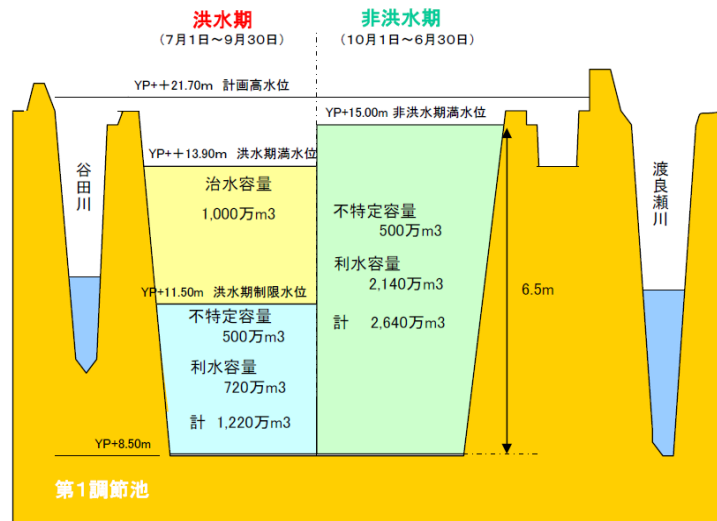 洪水期
(7月1日～9月30日)
非洪水期
(10月1日～6月30日)
YP++21.70m 計画高水位
YP+15.00m 非洪水期満水位
YP++13.90m 洪水期満水位
谷田川
治水容量
1,000万m3
YP+11.50m 洪水期制限水位
不特定容量
500万m3
利水容量
720万m3
計 1,220万m3
不特定容量
500万m3
利水容量
2,140万m3
計 2,640万m3
6.5m
渡良瀬川
YP+8.50m
第1調節池